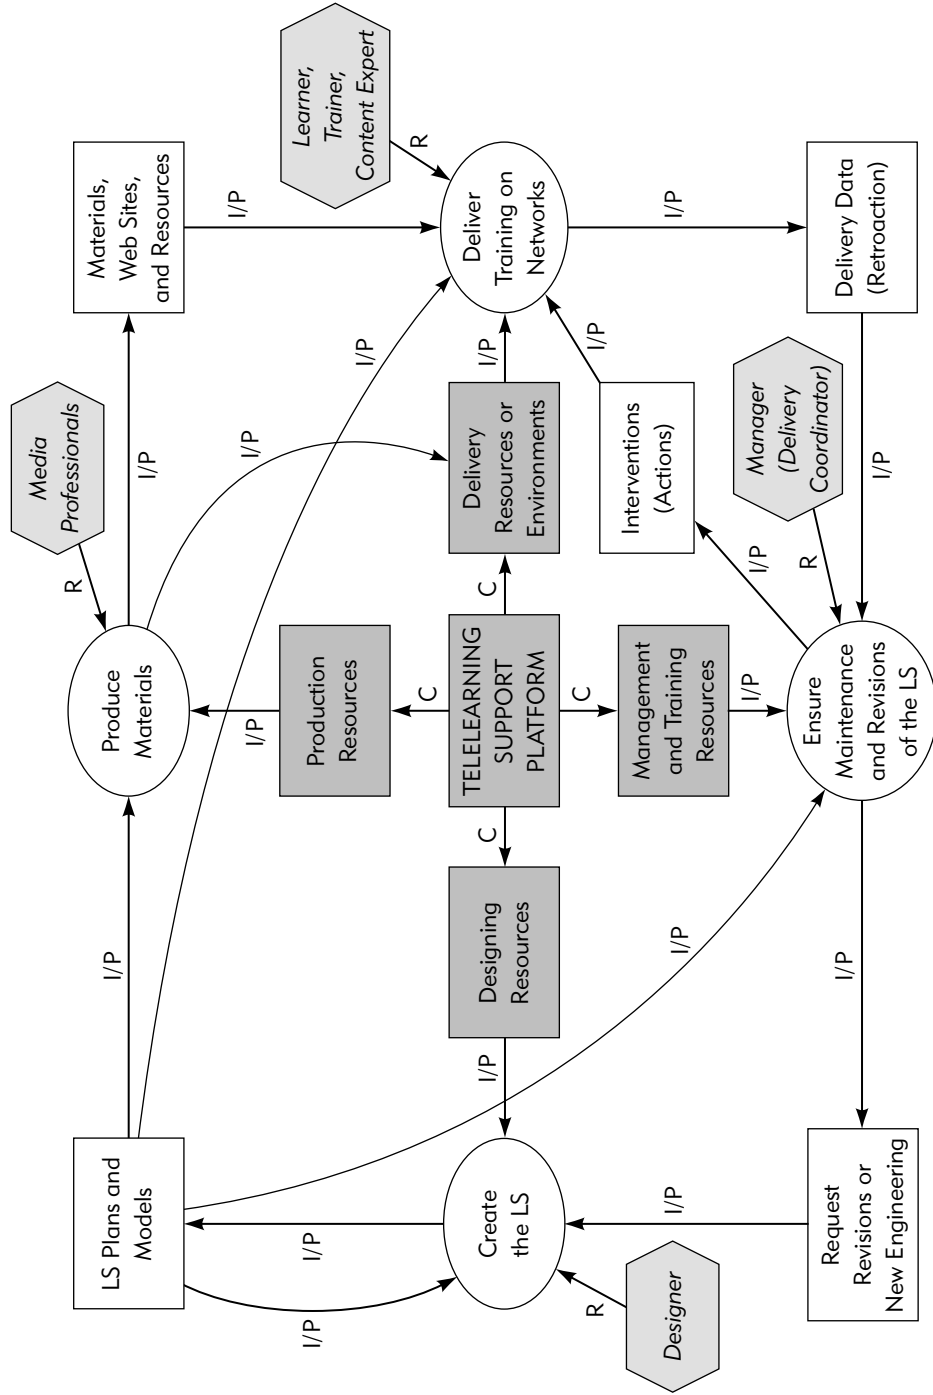 Media
Professionals
R
LS Plans and
Models
I/P
Produce
Materials
I/P
Materials,
Web Sites,
and Resources
I/P
I/P
I/P
I/P
I/P
I/P
I/P
Production
Resources
Learner,
Trainer,
Content Expert
R
C
Create
the LS
I/P
Designing
Resources
C
TELELEARNING
SUPPORT
PLATFORM
C
Delivery
Resources or
Environments
I/P
Deliver
Training on
Networks
C
R
I/P
Designer
I/P
I/P
Management
and Training
Resources
Interventions
(Actions)
I/P
I/P
I/P
Manager
(Delivery
Coordinator)
R
Request
Revisions or
New Engineering
I/P
Ensure
Maintenance
and Revisions
of the LS
I/P
Delivery Data
(Retroaction)